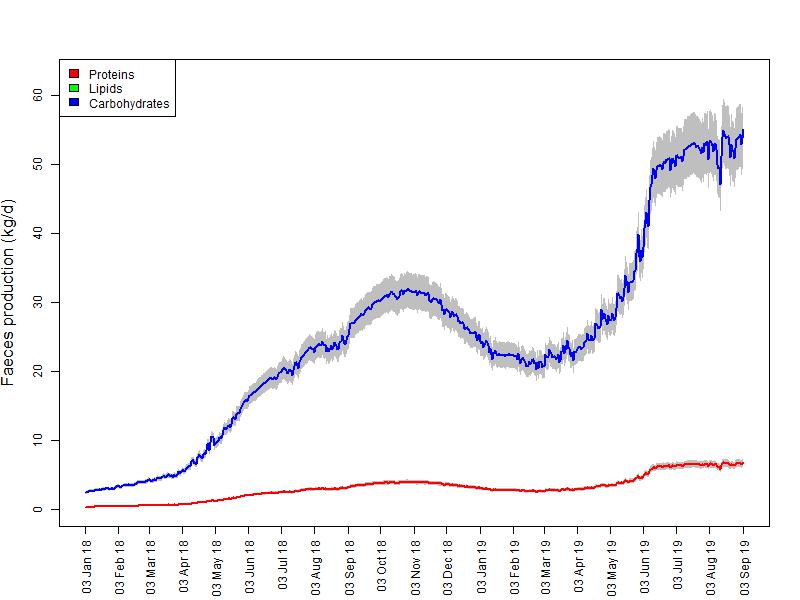 Proteins
Lipids
Carbohydrates
Faeces production (kg/d)
60
50
40
30
20
10
0
03 Jan 18
03 Feb 18
03 Mar 18
03 Apr 18
03 May 18
03 Jun 18
03 Jul 18
03 Aug 18
03 Sep 18
03 Oct 18
03 Nov 18
03 Dec 18
03 Jan 19
03 Feb 19
03 Mar 19
03 Apr 19
03 May 19
03 Jun 19
03 Jul 19
03 Aug 19
03 Sep 19